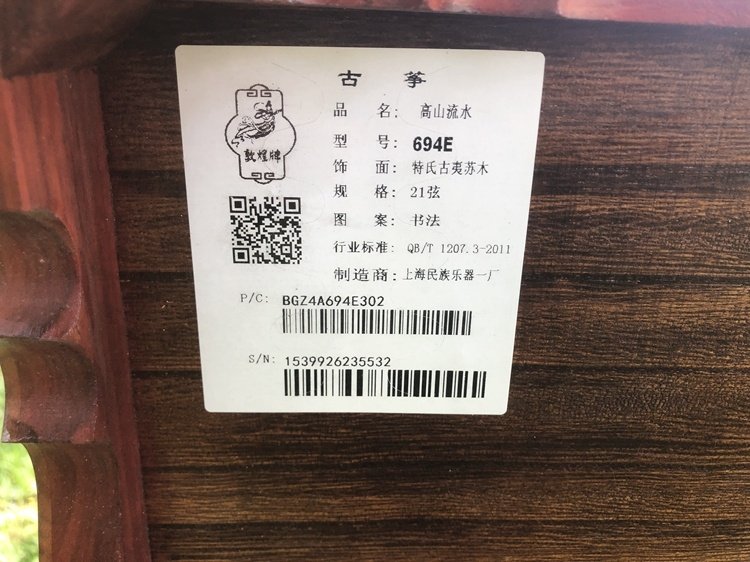 古 筝
敦煌牌
品 名: 高山流水
型 号: 694E
饰 面: 特氏古夷苏木
规 格: 21弦
图 案: 书法
行业标准: QB/T 1207.3-2011
制造商: 上海民族乐器一厂
P/C: BGZ4A694E302
S/N: 1539926235532